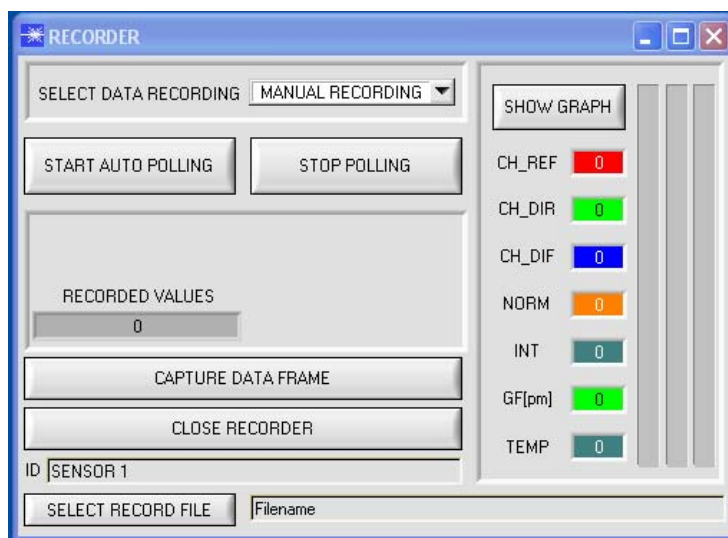 RECORDER
SELECT DATA RECORDING MANUAL RECORDING
START AUTO POLLING STOP POLLING
RECORDED VALUES
0
CAPTURE DATA FRAME
CLOSE RECORDER
ID SENSOR 1
SELECT RECORD FILE Filename
SHOW GRAPH
CH_REF 0
CH_DIR 0
CH_DIF 0
NORM 0
INT 0
GF[pm] 0
TEMP 0